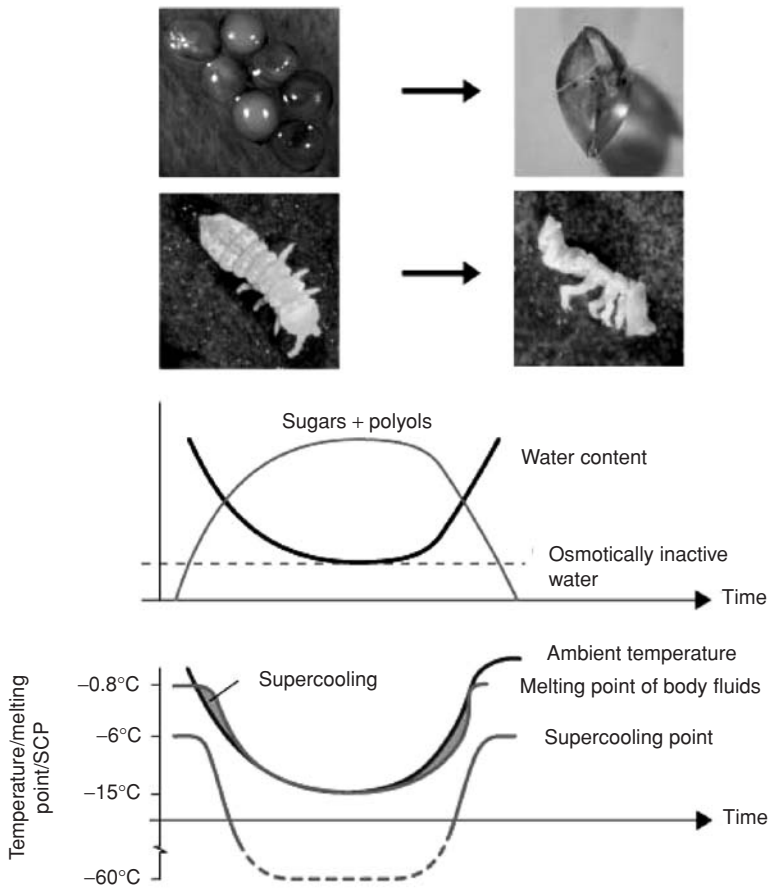 Sugars + polyols
Water content
Osmotically inactive
water
Time
Temperature/melting
point/SCP
–0.8°C
–6°C
–15°C
–60°C
Supercooling
Ambient temperature
Melting point of body fluids
Supercooling point
Time